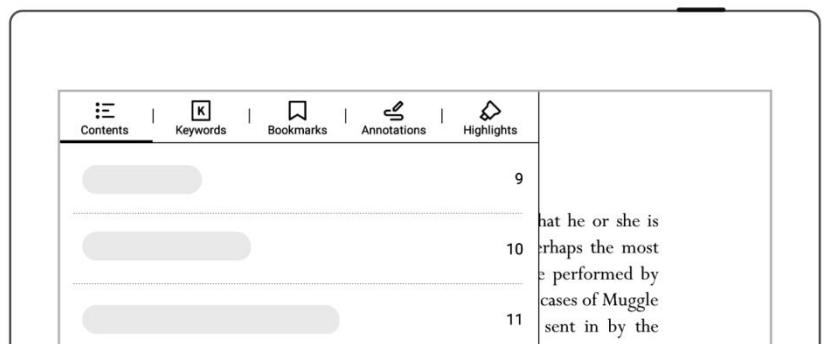 Contents
K
Keywords
Bookmarks
Annotations
Highlights
9
10
11
hat he or she is
erhaps the most
e performed by
cases of Muggle
sent in by the